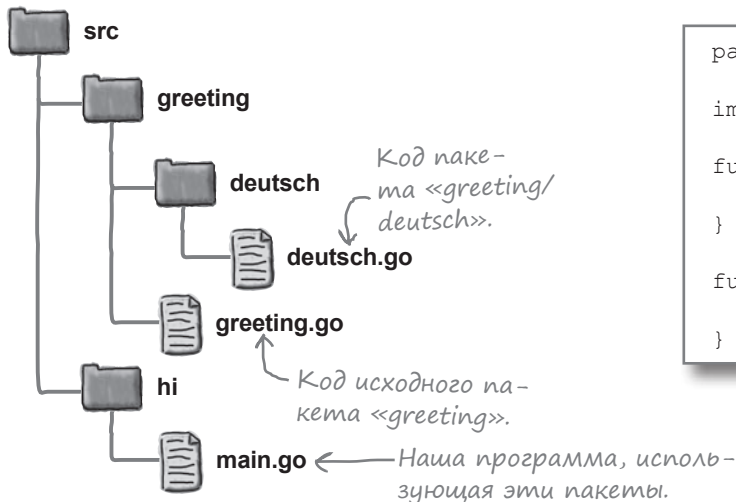 src
greeting
deutsch
Код паке-
та «greeting/
deutsch».
deutsch.go
greeting.go
Код исходного па-
кета «greeting».
hi
main.go
Наша программа, исполь-
зующая эти пакеты.
pa
im
fu
}
fu
}